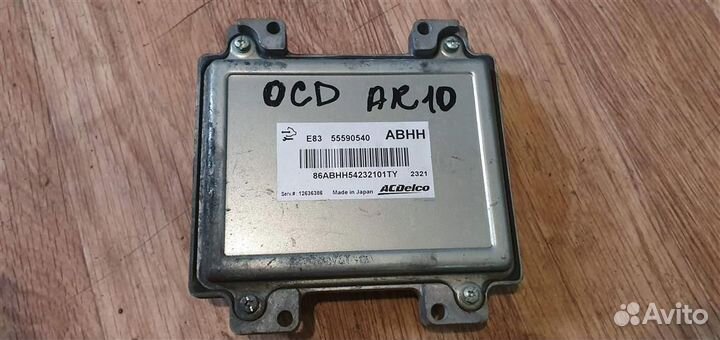 OCD AR10
E83 55590540 ABHH
86ABHH54232101TY 2321
Serv.# 12636386 Made in Japan ACDelco
Avito